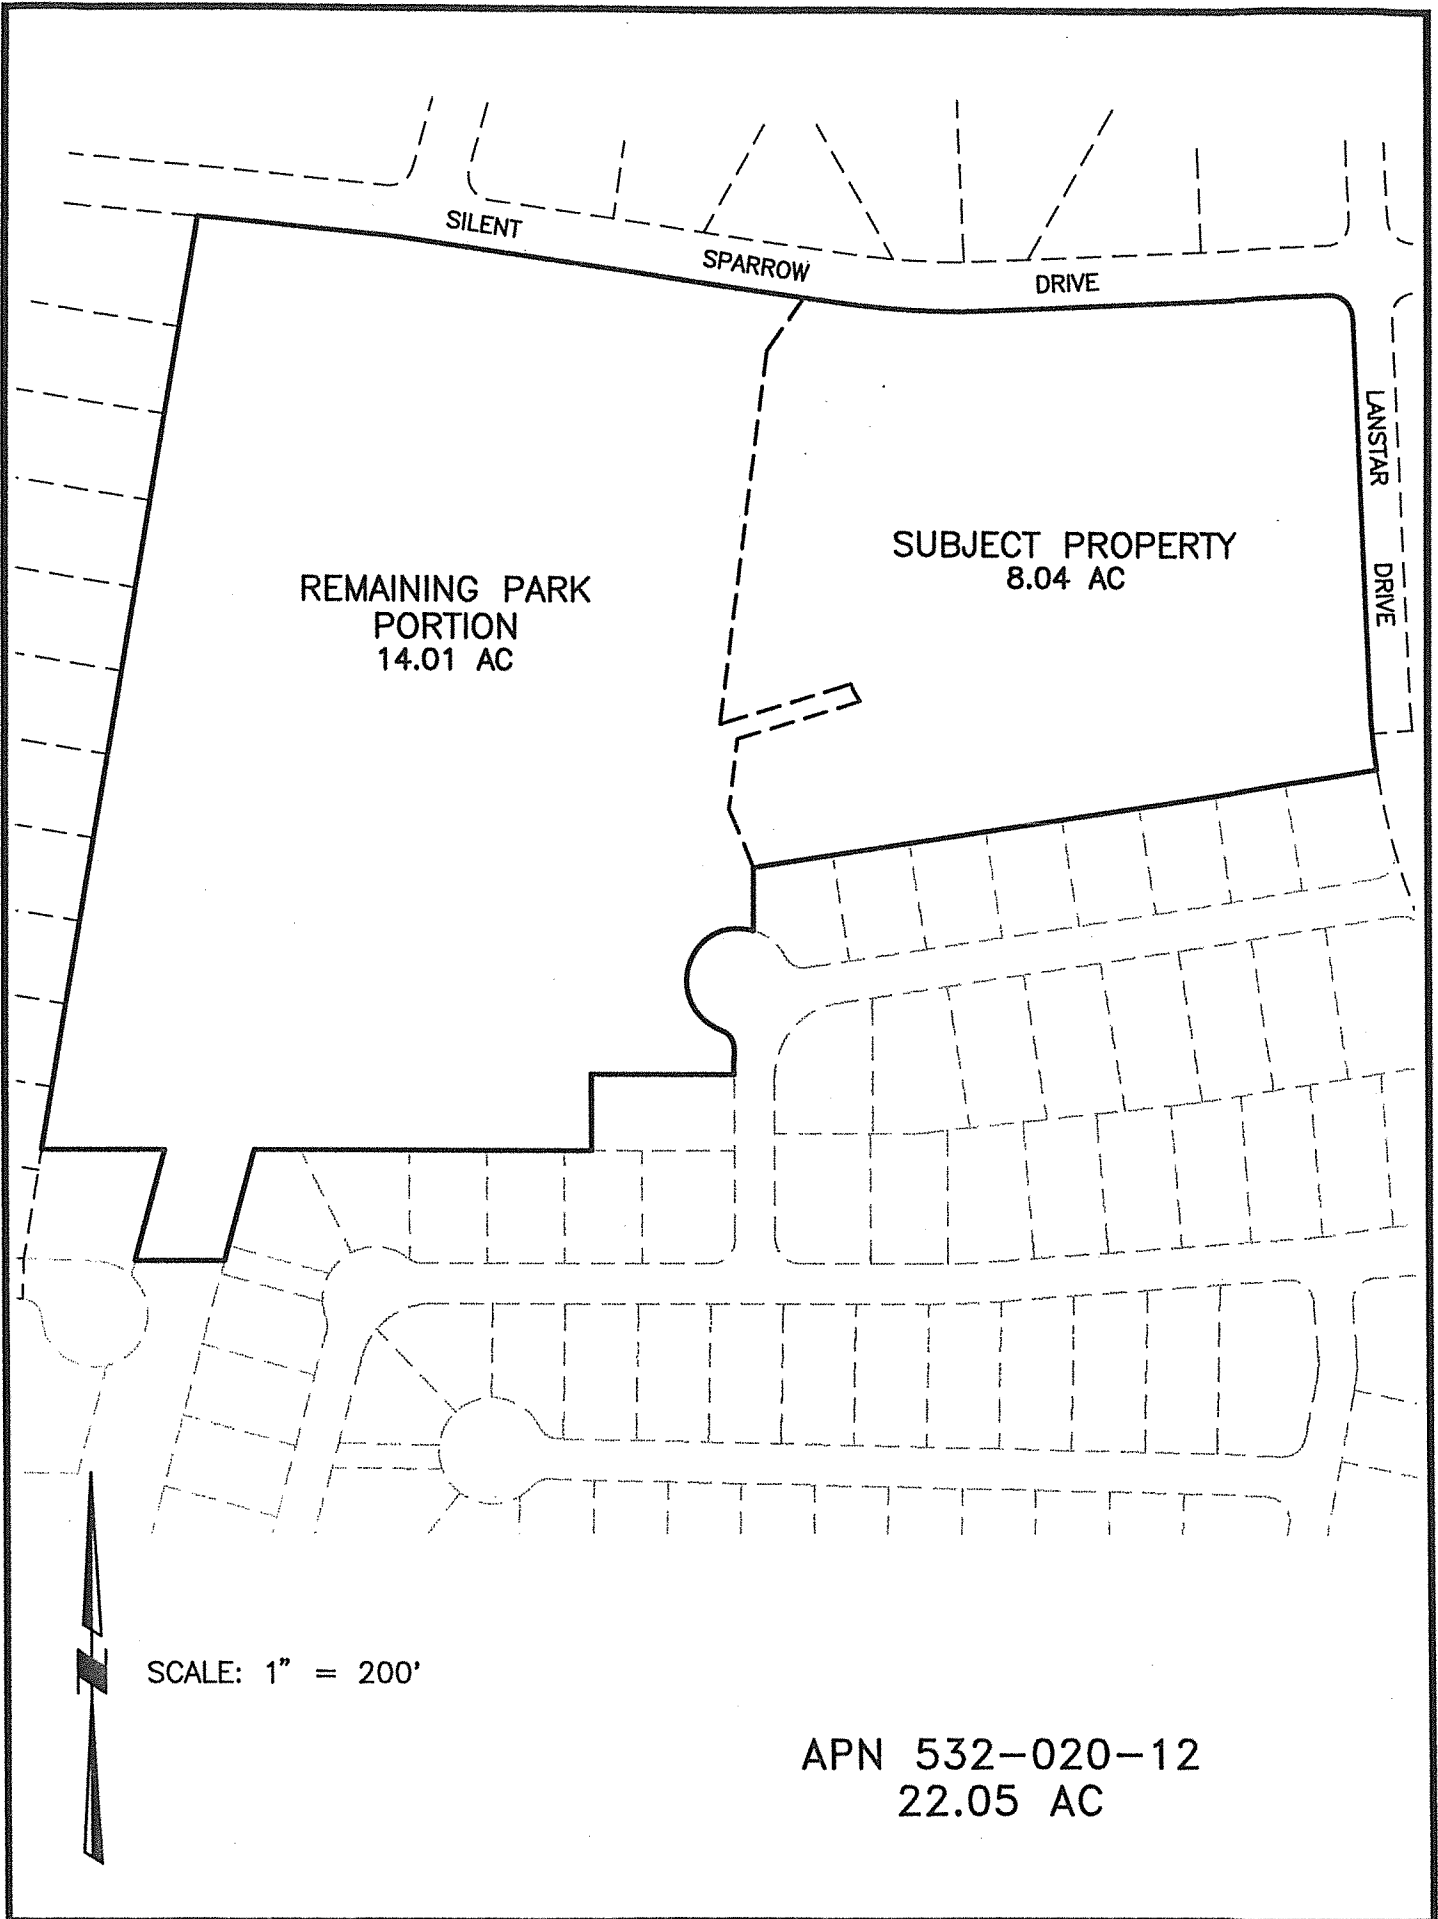 SILENT
SPARROW
DRIVE
LANSTAR
DRIVE
SUBJECT PROPERTY
8.04 AC
REMAINING PARK
PORTION
14.01 AC
N
SCALE: 1" = 200'
APN 532-020-12
22.05 AC